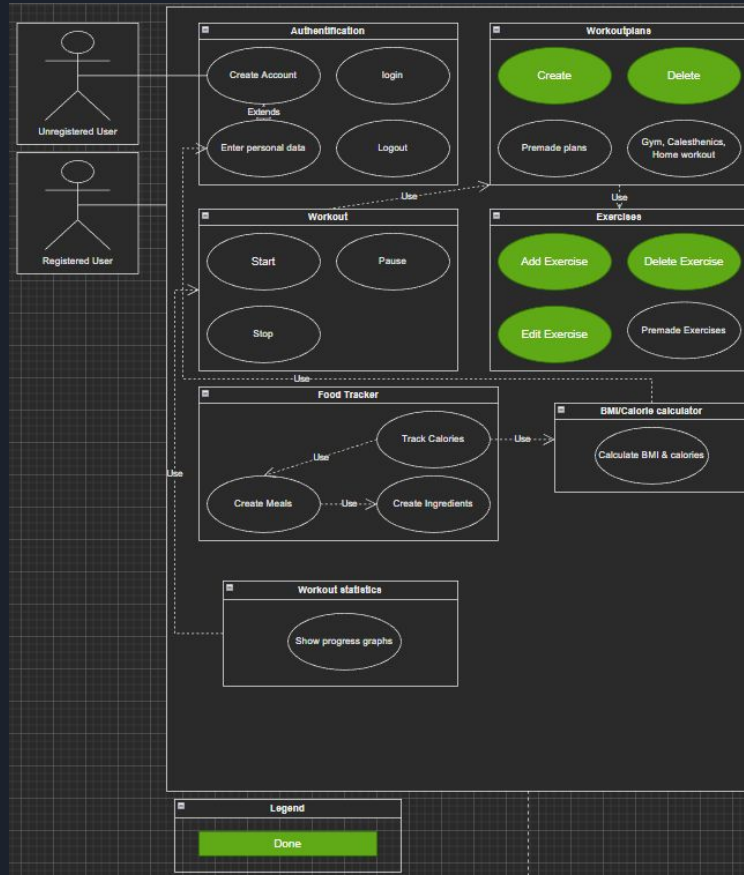 Authentification
Create Account
login
Extends
Enter personal data
Logout
Unregistered User
Registered User
Workoutplans
Create
Delete
Premade plans
Gym, Calesthenics,
Home workout
Use
Use
Workout
Start
Pause
Stop
Exercises
Add Exercise
Delete Exercise
Edit Exercise
Premade Exercises
Use
Food Tracker
Track Calories
Use
Use
Create Meals
Use
Create Ingredients
BMI/Calorie calculator
Calculate BMI & calories
Use
Workout statistics
Show progress graphs
Legend
Done